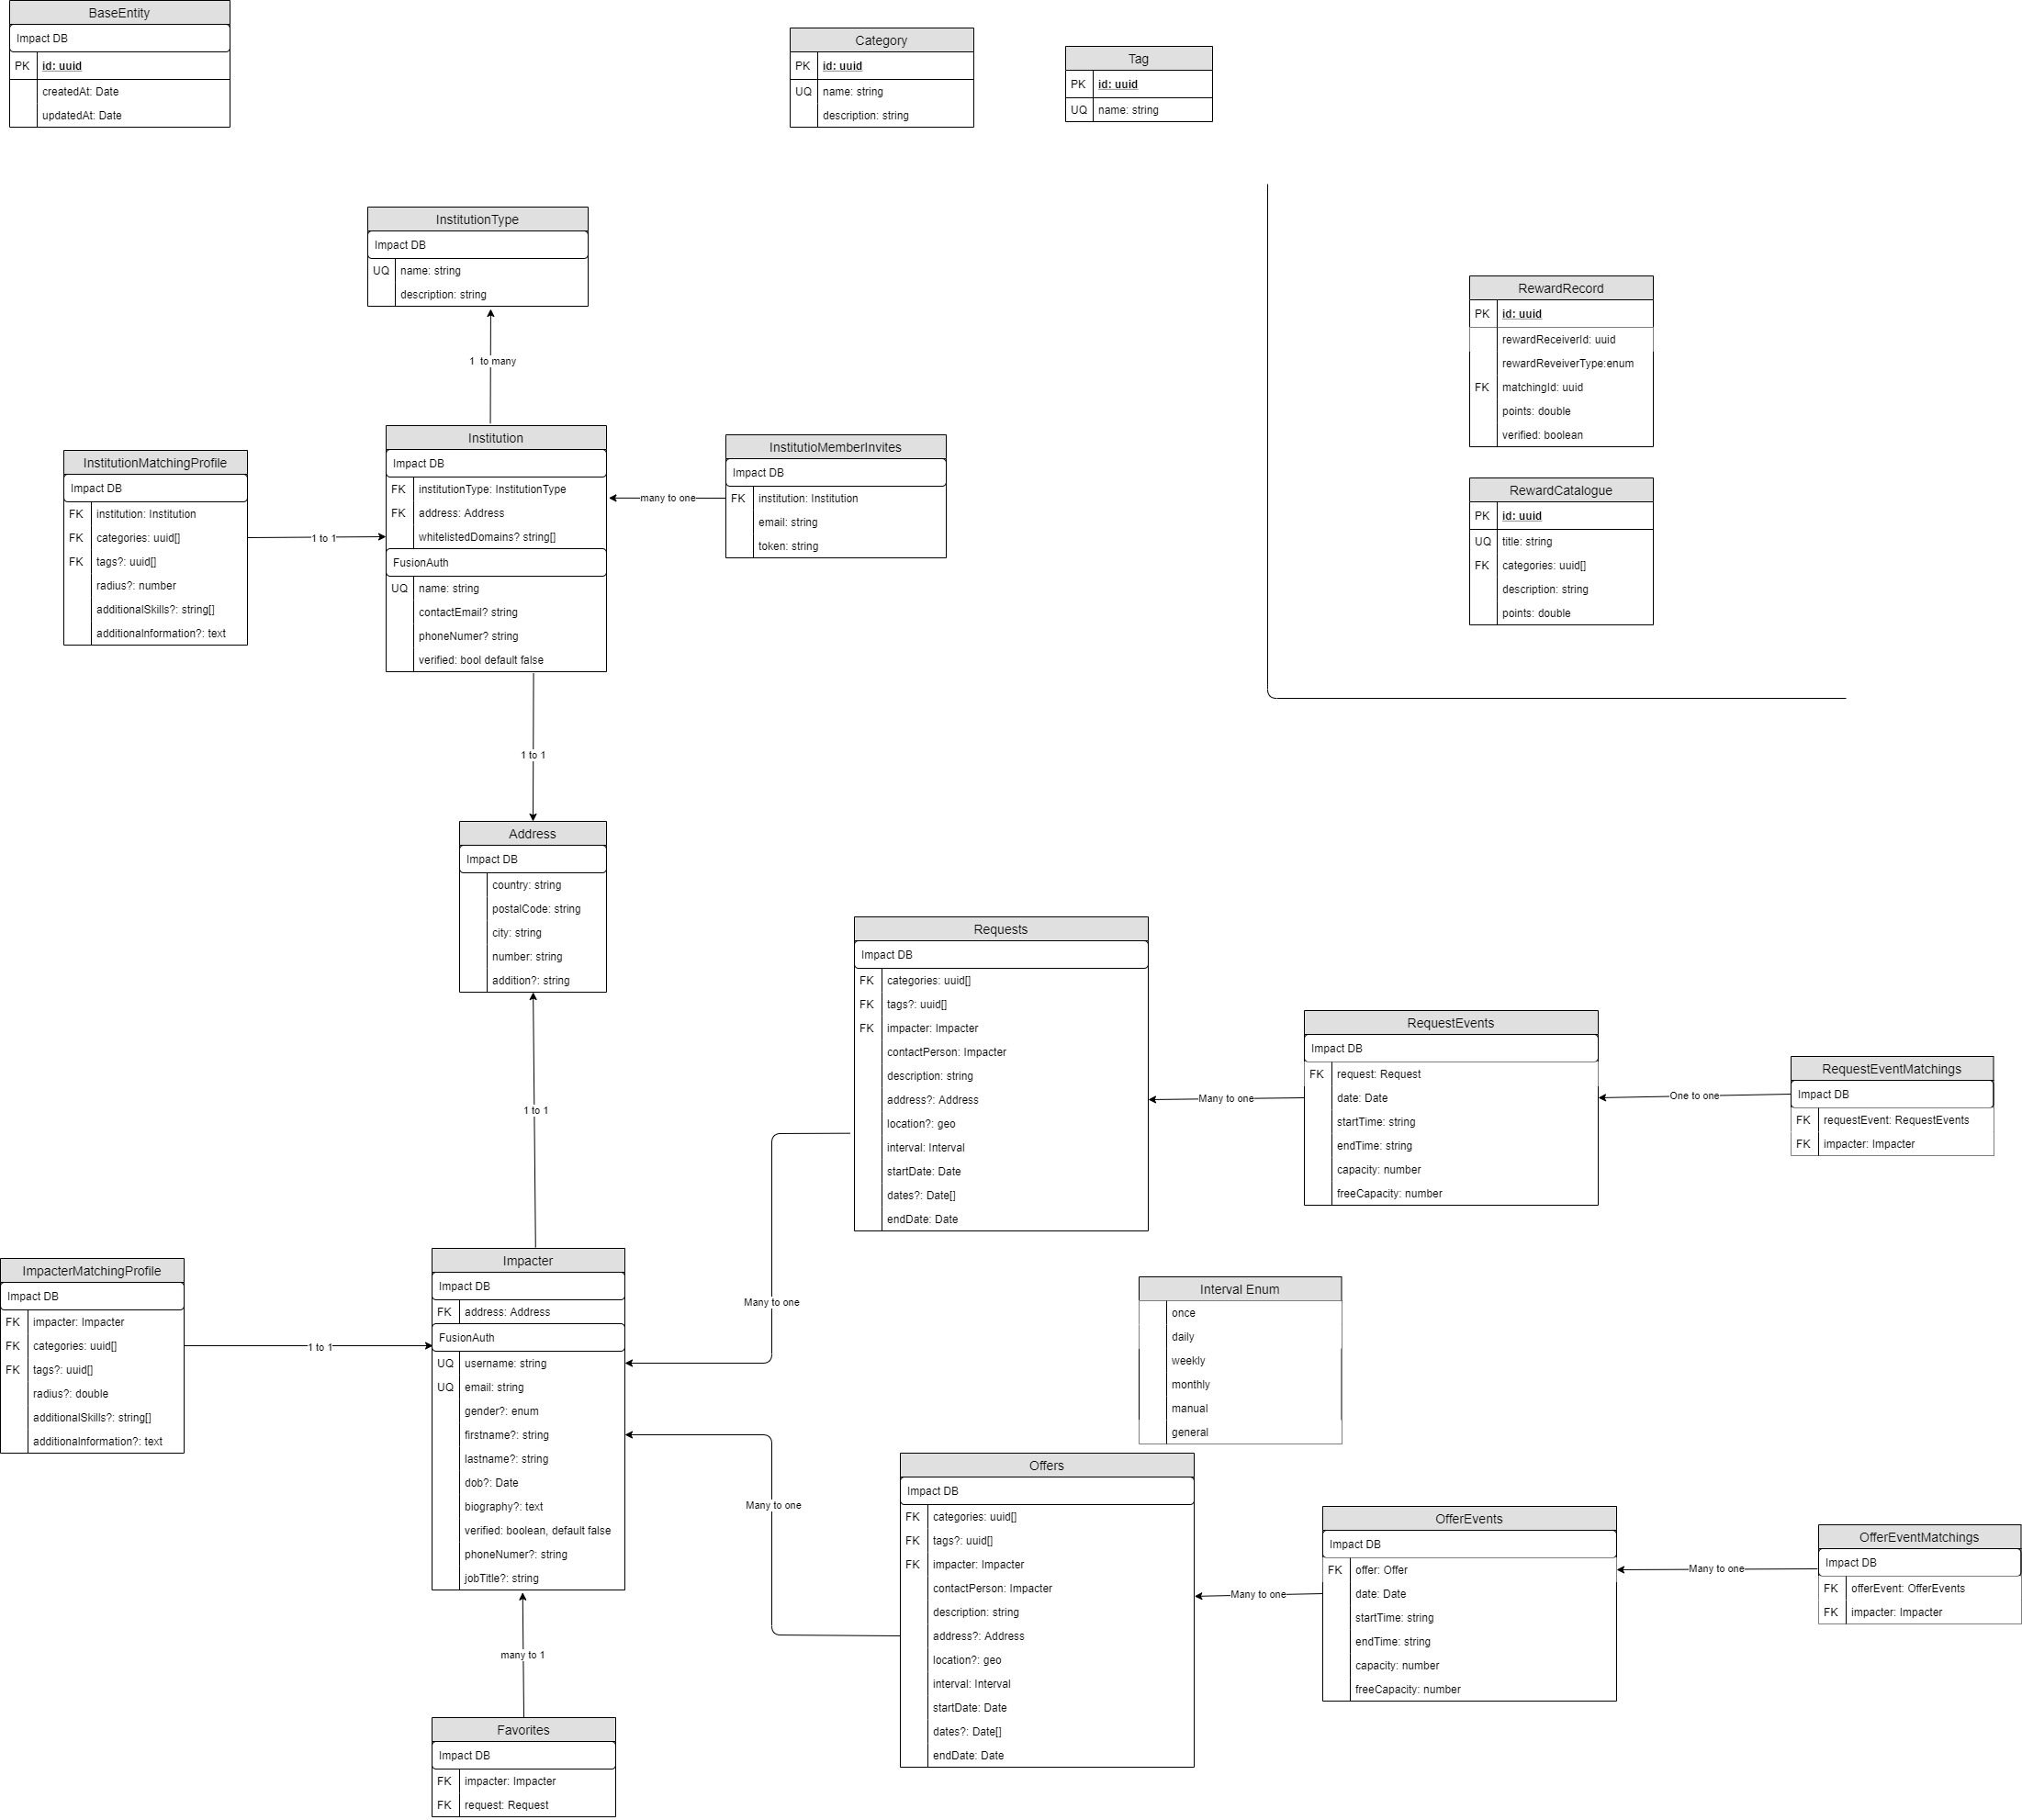 BaseEntity
Impact DB
PK id: uuid
createdAt: Date
updatedAt: Date
Category
PK id: uuid
UQ name: string
description: string
Tag
PK id: uuid
UQ name: string
InstitutionType
Impact DB
UQ name: string
description: string
1 to many
RewardRecord
PK id: uuid
rewardReceiverId: uuid
rewardReveiverType:enum
FK matchingId: uuid
points: double
verified: boolean
RewardCatalogue
PK id: uuid
UQ title: string
FK categories: uuid[]
description: string
points: double
InstitutionMatchingProfile
Impact DB
FK institution: Institution
FK categories: uuid[]
FK tags?: uuid[]
radius?: number
additionalSkills?: string[]
additionalnformation?: text
1 to 1
Institution
Impact DB
FK institutionType: InstitutionType
FK address: Address
whitelistedDomains? string[]
FusionAuth
UQ name: string
contactEmail? string
phoneNumer? string
verified: bool default false
many to one
InstitutioMemberInvites
Impact DB
FK institution: Institution
email: string
token: string
1 to 1
Address
Impact DB
country: string
postalCode: string
city: string
number: string
addition?: string
1 to 1
Requests
Impact DB
FK categories: uuid[]
FK tags?: uuid[]
FK impacter: Impacter
contactPerson: Impacter
description: string
address?: Address
location?: geo
interval: Interval
startDate: Date
dates?: Date[]
endDate: Date
Many to one
RequestEvents
Impact DB
FK request: Request
date: Date
startTime: string
endTime: string
capacity: number
freeCapacity: number
One to one
RequestEventMatchings
Impact DB
FK requestEvent: RequestEvents
FK impacter: Impacter
ImpacterMatchingProfile
Impact DB
FK impacter: Impacter
FK categories: uuid[]
FK tags?: uuid[]
radius?: double
additionalSkills?: string[]
additionalnformation?: text
1 to 1
Impacter
Impact DB
FK address: Address
FusionAuth
UQ username: string
UQ email: string
gender?: enum
firstname?: string
lastname?: string
dob?: Date
biography?: text
verified: boolean, default false
phoneNumer?: string
jobTitle?: string
Many to one
Many to one
Interval Enum
once
daily
weekly
monthly
manual
general
Offers
Impact DB
FK categories: uuid[]
FK tags?: uuid[]
FK impacter: Impacter
contactPerson: Impacter
description: string
address?: Address
location?: geo
interval: Interval
startDate: Date
dates?: Date[]
endDate: Date
Many to one
OfferEvents
Impact DB
FK offer: Offer
date: Date
startTime: string
endTime: string
capacity: number
freeCapacity: number
Many to one
OfferEventMatchings
Impact DB
FK offerEvent: OfferEvents
FK impacter: Impacter
many to 1
Favorites
Impact DB
FK impacter: Impacter
FK request: Request